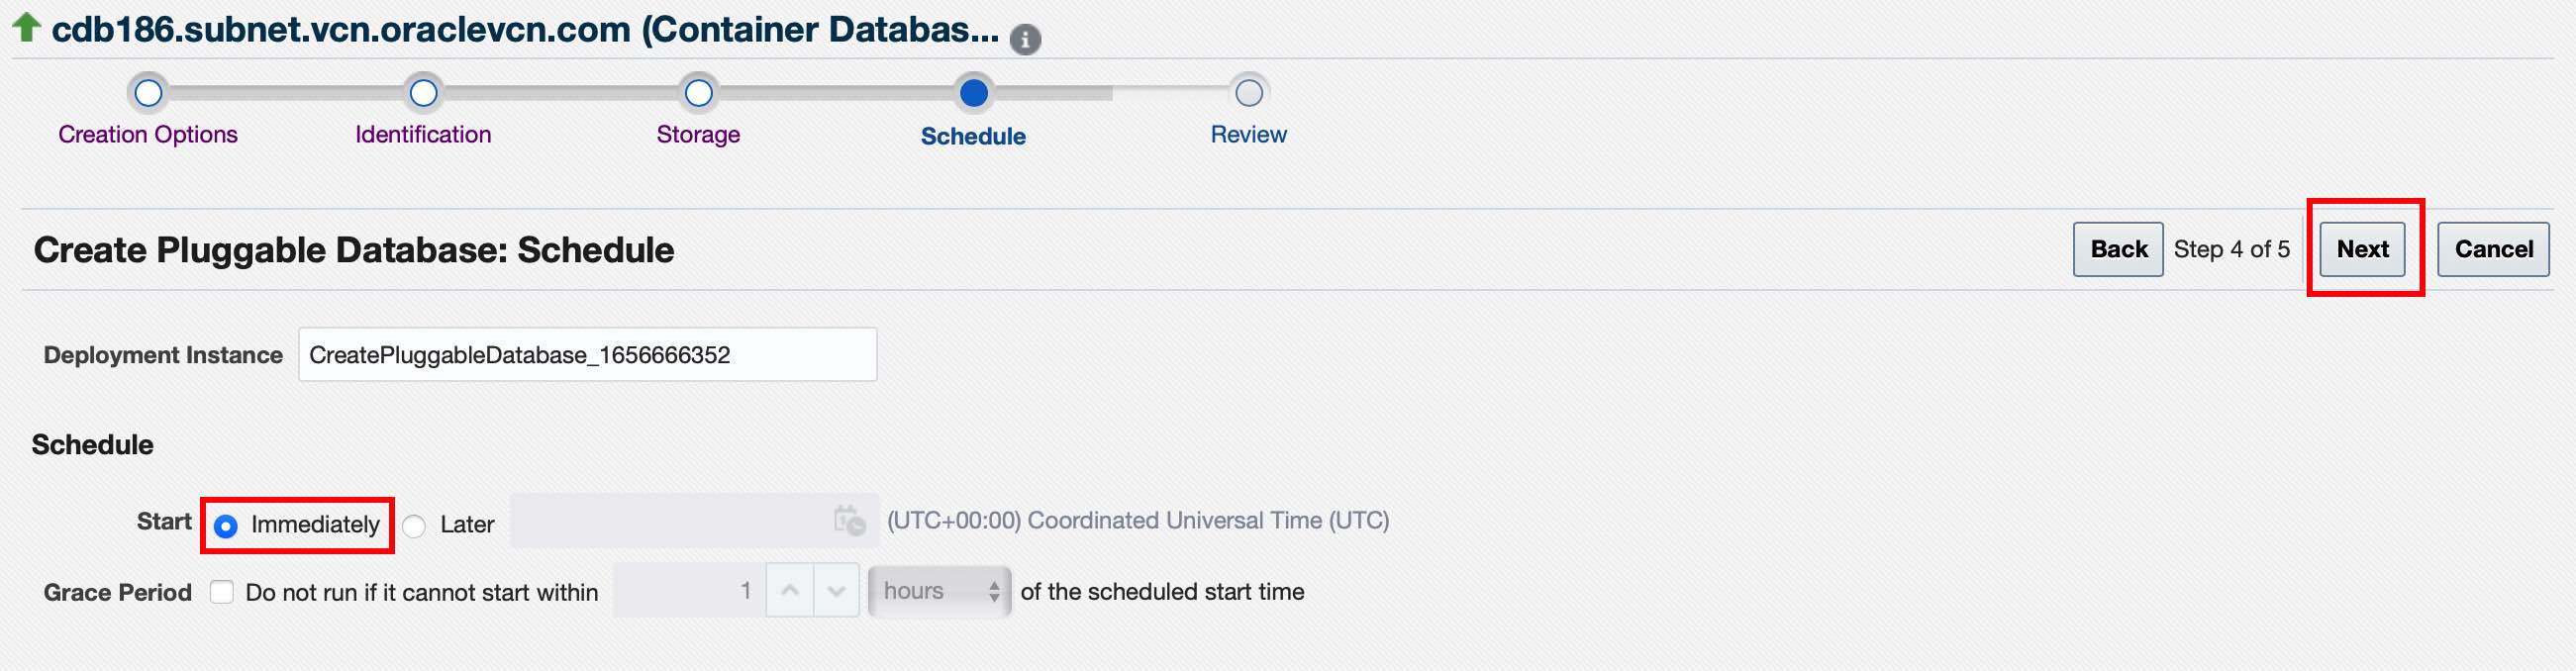 cdb186.subnet.vcn.oraclevcn.com (Container Databas...
Creation Options Identification Storage Schedule Review
Create Pluggable Database: Schedule Back Step 4 of 5 Next Cancel
Deployment Instance CreatePluggableDatabase_1656666352
Schedule
Start Immediately Later (UTC+00:00) Coordinated Universal Time (UTC)
Grace Period Do not run if it cannot start within 1 hours of the scheduled start time